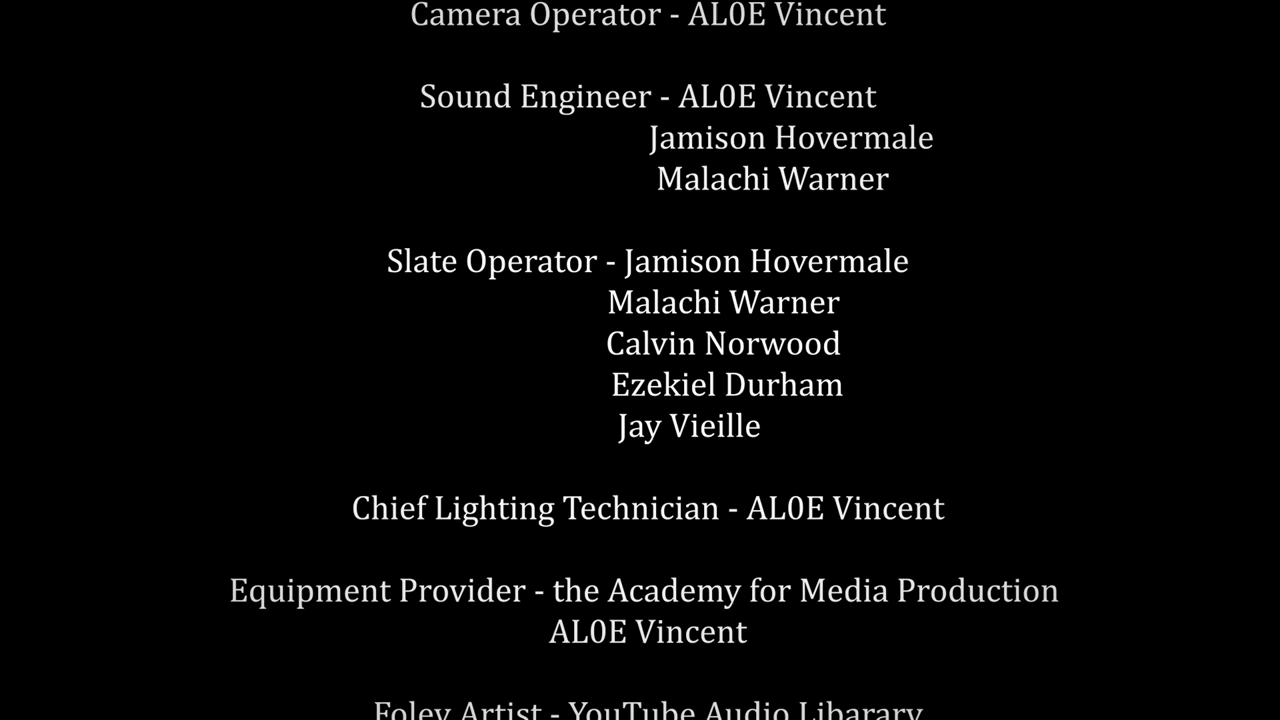 Camera Operator - AL0E Vincent
Sound Engineer - AL0E Vincent
Jamison Hovermale
Malachi Warner
Slate Operator - Jamison Hovermale
Malachi Warner
Calvin Norwood
Ezekiel Durham
Jay Vieille
Chief Lighting Technician - AL0E Vincent
Equipment Provider - the Academy for Media Production
AL0E Vincent
Foley Artist - YouTube Audio Libarary